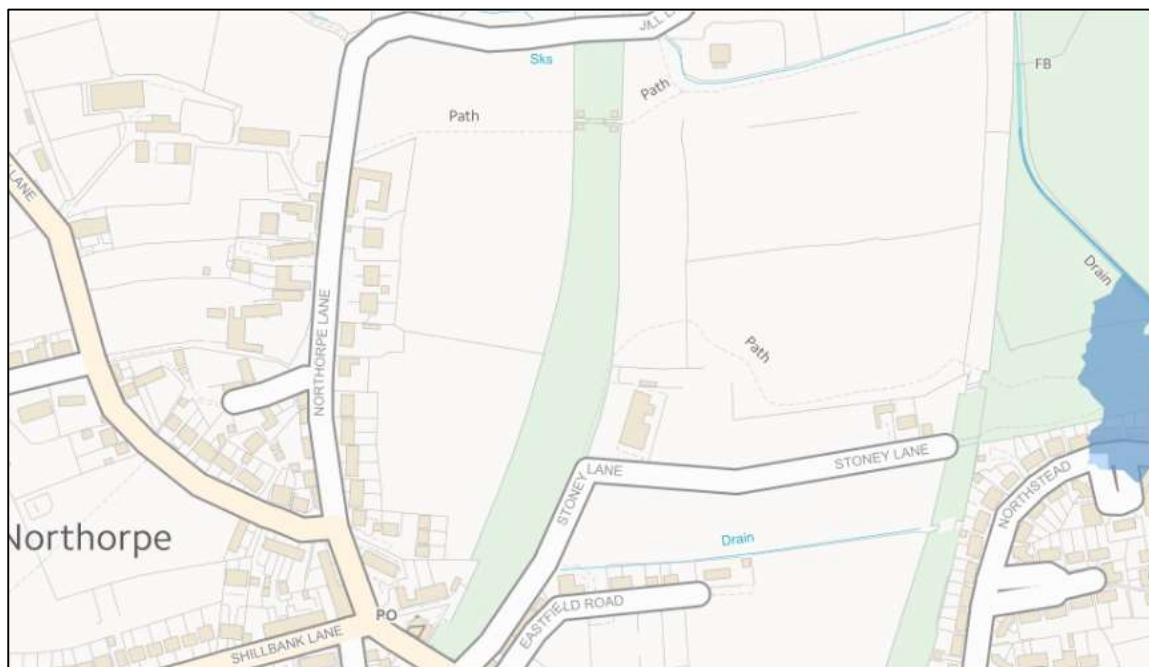 Sks
Path
Path
FB
LANE
Drain
NORTHORPE LANE
Path
STONEY LANE
STONEY LANE
NORTHSTEAD
Northorpe
Drain
PO
EASTFIELD ROAD
SHILLBANK LANE